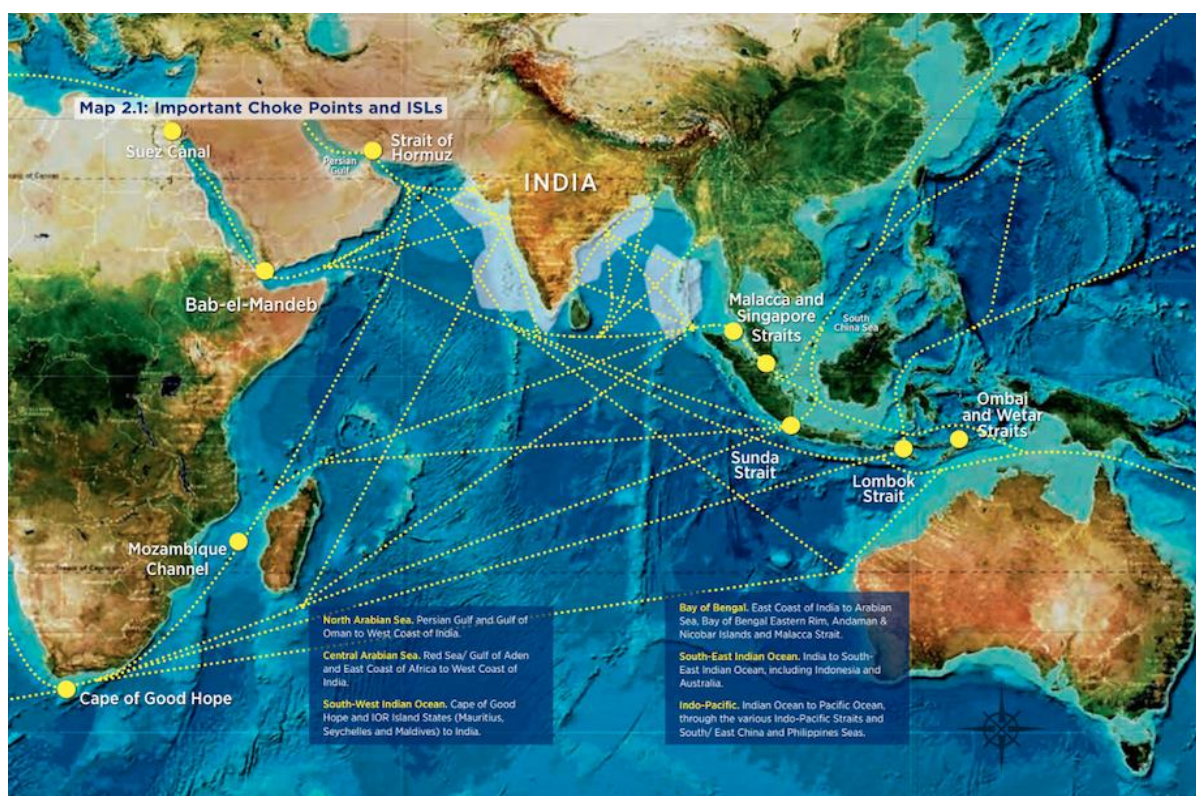 Map 2.1: Important Choke Points and ISLs
Suez Canal
Strait of
Hormuz
Persian
Gulf
INDIA
Bab-el-Mandeb
Malacca and
Singapore
Straits
South
China Sea
Ombai
and Wetar
Straits
Sunda
Strait
Lombok
Strait
Mozambique
Channel
Cape of Good Hope
North Arabian Sea. Persian Gulf and Gulf of
Oman to West Coast of India.
Central Arabian Sea. Red Sea/ Gulf of Aden
and East Coast of Africa to West Coast of
India.
South-West Indian Ocean. Cape of Good
Hope and IOR Island States (Mauritius,
Seychelles and Maldives) to India.
Bay of Bengal. East Coast of India to Arabian
Sea, Bay of Bengal Eastern Rim, Andaman &
Nicobar Islands and Malacca Strait.
South-East Indian Ocean. India to South-
East Indian Ocean, including Indonesia and
Australia.
Indo-Pacific. Indian Ocean to Pacific Ocean,
through the various Indo-Pacific Straits and
South/ East China and Philippines Seas.